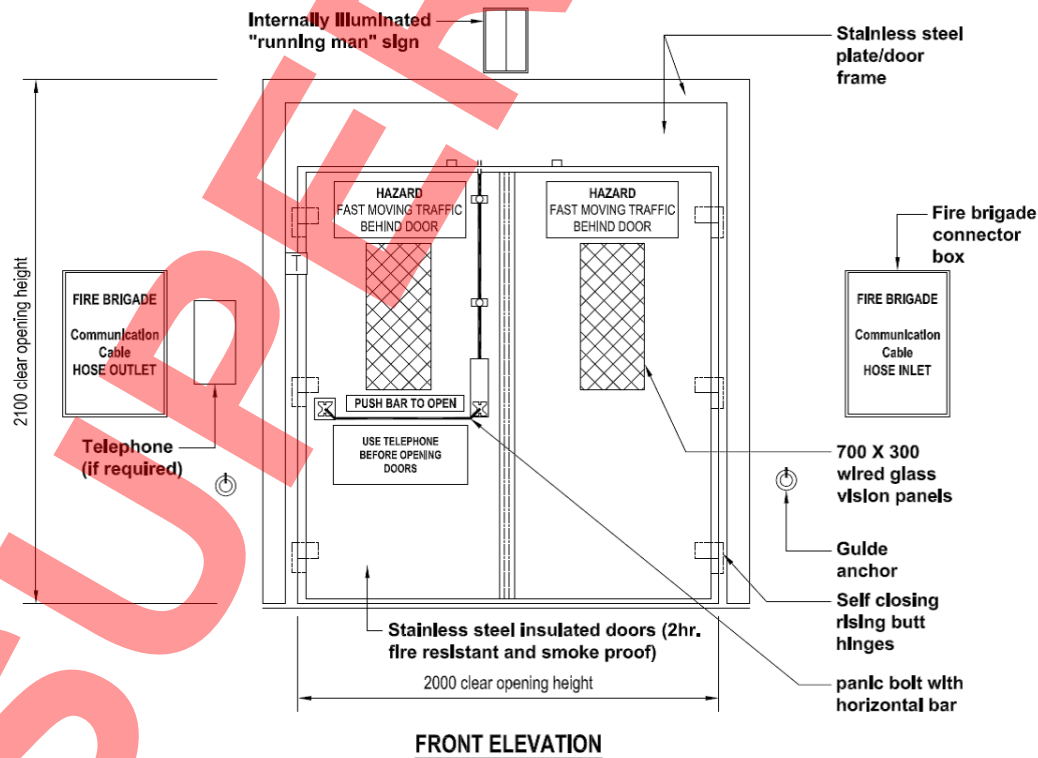 Internally Illuminated
"running man" sign
Stainless steel
plate/door
frame
HAZARD
FAST MOVING TRAFFIC
BEHIND DOOR
HAZARD
FAST MOVING TRAFFIC
BEHIND DOOR
Fire brigade
connector
box
2100 clear opening height
FIRE BRIGADE
Communication
Cable
HOSE OUTLET
T
FIRE BRIGADE
Communication
Cable
HOSE INLET
PUSH BAR TO OPEN
Telephone
(if required)
USE TELEPHONE
BEFORE OPENING
DOORS
700 X 300
wired glass
vision panels
Guide
anchor
Self closing
rising butt
hinges
Stainless steel insulated doors (2hr.
fire resistant and smoke proof)
2000 clear opening height
panic bolt with
horizontal bar
FRONT ELEVATION
SUPER